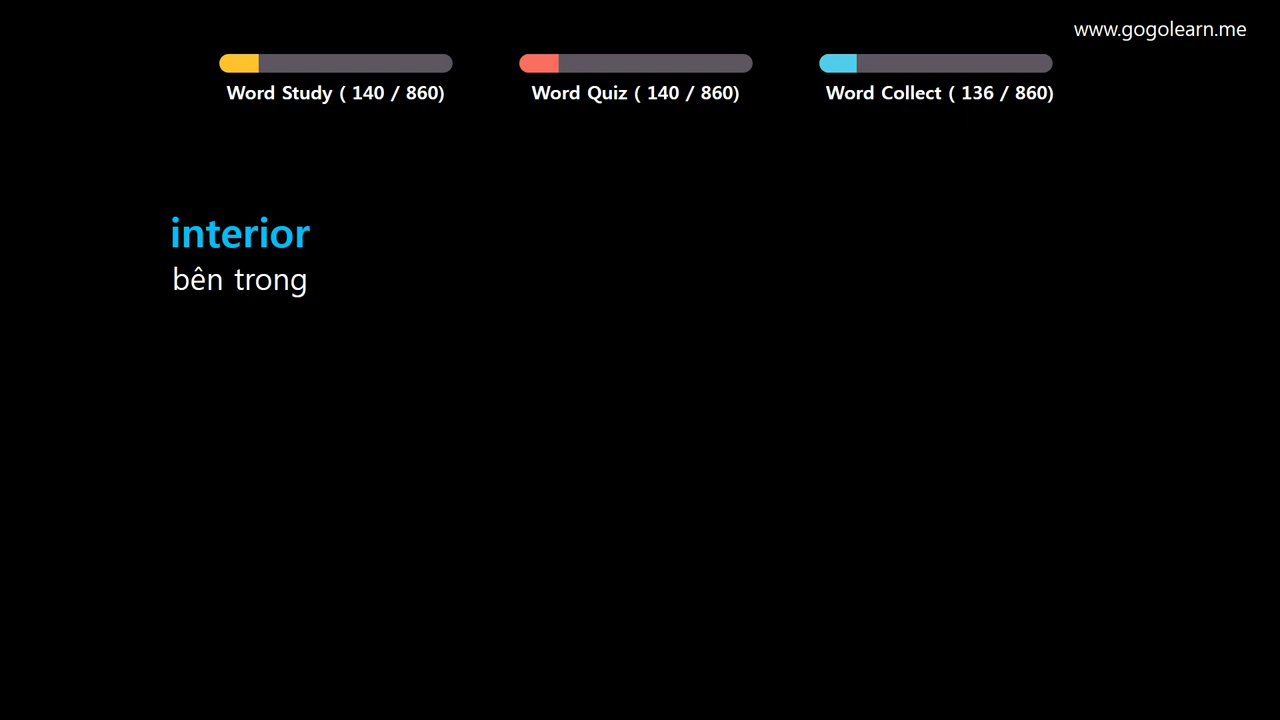 www.gogolearn.me
Word Study ( 140 / 860)
Word Quiz ( 140 / 860)
Word Collect ( 136 / 860)
interior
bên trong